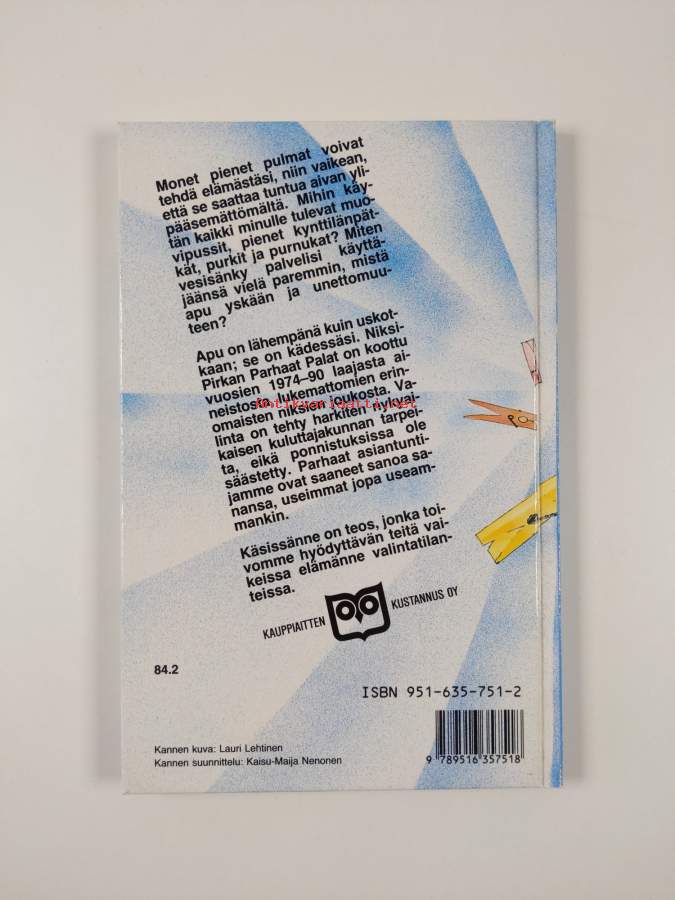 Monet pienet pulmat voivat
tehdä elämästäsi, niin vaikean,
että se saattaa tuntua aivan yli-
pääsemättömältä. Mihin käy-
tän kaikki minulle tulevat muo-
vipussit, pienet kynttilänpät-
kät, purkit ja purnukat? Miten
vesisänky palvelisi käyttä-
jäänsä vielä paremmin, mistä
apu yskään ja unettomuu-
teen?
Apu on lähempänä kuin uskot-
kaan; se on kädessäsi. Niksi-
Pirkan Parhaat Palat on koottu
vuosien 1974–90 laajasta ai-
neistosta, lukemattomien erin-
omaisten niksien joukosta. Va-
linta on tehty harkiten nykyai-
kaisen kuluttajakunnan tarpei-
ta, eikä ponnistuksissa ole
säästetty. Parhaat asiantunti-
jamme ovat saaneet sanoa sa-
nansa, useimmat jopa useam-
mankin.
Käsissänne on teos, jonka toi-
vomme hyödyttävän teitä vai-
keissa elämänne valintatilan-
teissa.
KAUPPIAITTEN KUSTANNUS OY
84.2
ISBN 951-635-751-2
9 789516 357518
Kannen kuva: Lauri Lehtinen
Kannen suunnittelu: Kaisu-Maija Nenonen
Antikvariaatti.net